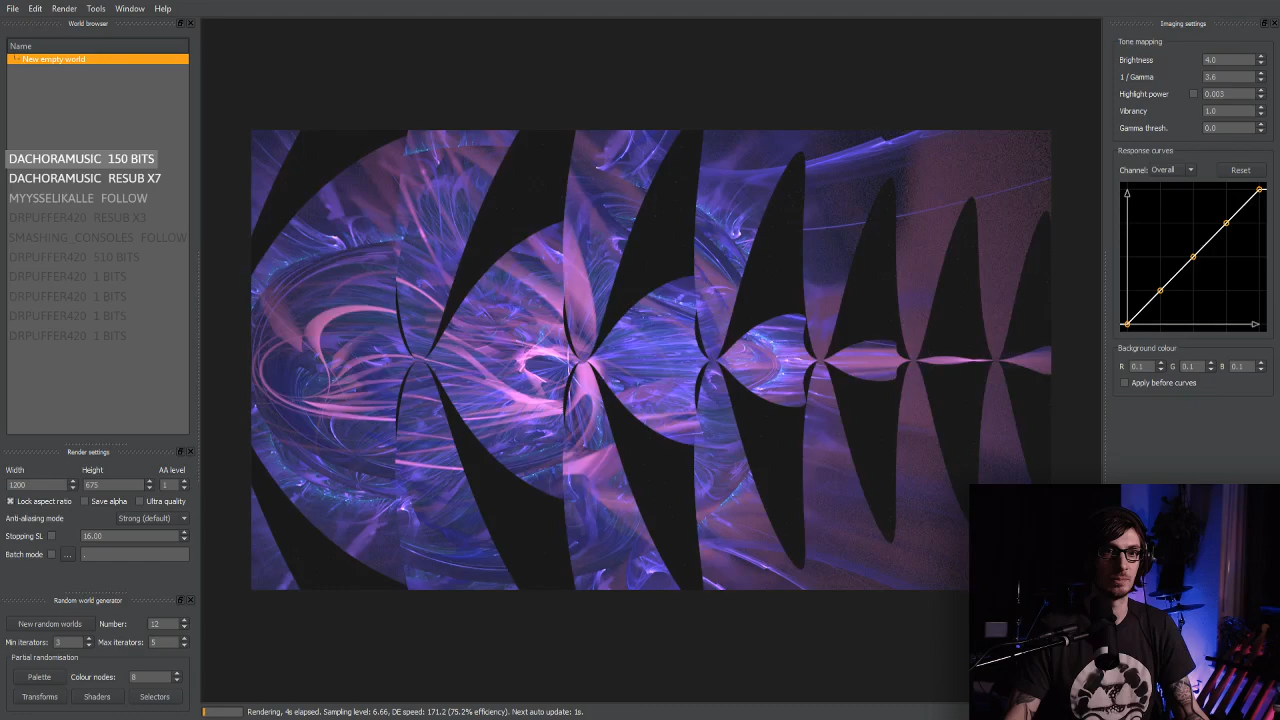 File Edit Render Tools Window Help
World browser
Name
New empty world
DACHORAMUSIC 150 BITS
DACHORAMUSIC RESUB X7
MYYSSELIKALLE FOLLOW
DRPUFFER420 RESUB X3
SMASHING_CONSOLES FOLLOW
DRPUFFER420 510 BITS
DRPUFFER420 1 BITS
DRPUFFER420 1 BITS
DRPUFFER420 1 BITS
DRPUFFER420 1 BITS
Render settings
Width Height AA level
1200 675 1
Lock aspect ratio Save alpha Ultra quality
Anti-aliasing mode Strong (default)
Stopping SL 16.00
Batch mode ... .
Random world generator
New random worlds Number: 12
Min iterators: 3 Max iterators: 5
Partial randomisation
Palette Colour nodes: 8
Transforms Shaders Selectors
Rendering, 4s elapsed. Sampling level: 6.66, DE speed: 171.2 (75.2% efficiency). Next auto update: 1s.
Imaging settings
Tone mapping
Brightness 4.0
1 / Gamma 3.6
Highlight power 0.003
Vibrancy 1.0
Gamma thresh. 0.0
Response curves
Channel: Overall Reset
Background colour
R 0.1 G 0.1 B 0.1
Apply before curves